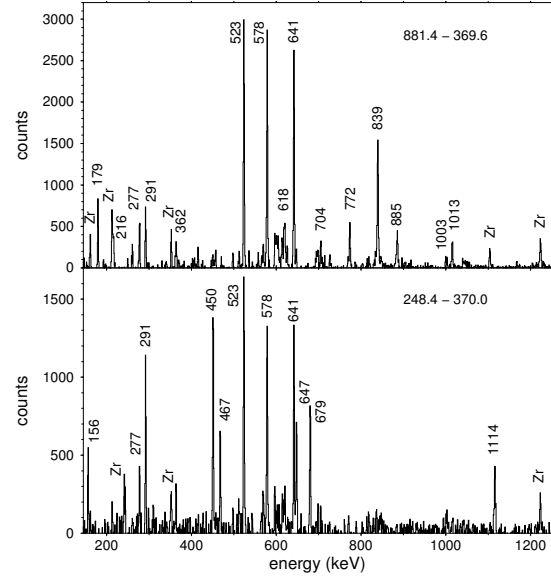 3000
2500
2000
1500
1000
500
0
counts
881.4 − 369.6
Zr
179
Zr
216
277
291
Zr
362
523
578
618
641
704
772
839
885
1003
1013
Zr
Zr
1500
1000
500
0
counts
248.4 − 370.0
156
Zr
277
291
Zr
450
467
523
578
641
647
679
1114
Zr
200 400 600 800 1000 1200
energy (keV)